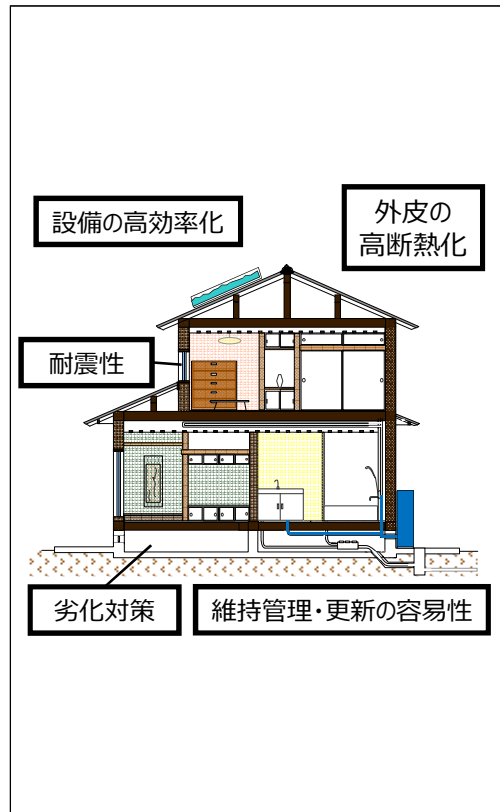 設備の高効率化
外皮の
高断熱化
耐震性
劣化対策
維持管理・更新の容易性